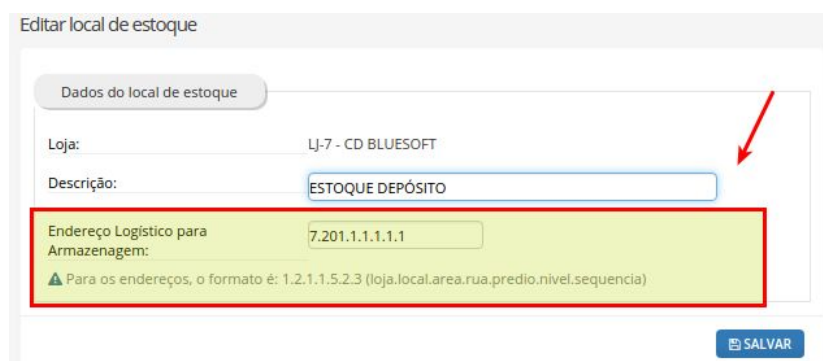 Editar local de estoque
Dados do local de estoque
Loja: LJ-7 - CD BLUESOFT
Descrição: ESTOQUE DEPÓSITO
Endereço Logístico para
Armazenagem: 7.201.1.1.1.1.1
Para os endereços, o formato é: 1.2.1.1.5.2.3 (loja.local.area.rua.predio.nivel.sequencia)
SALVAR